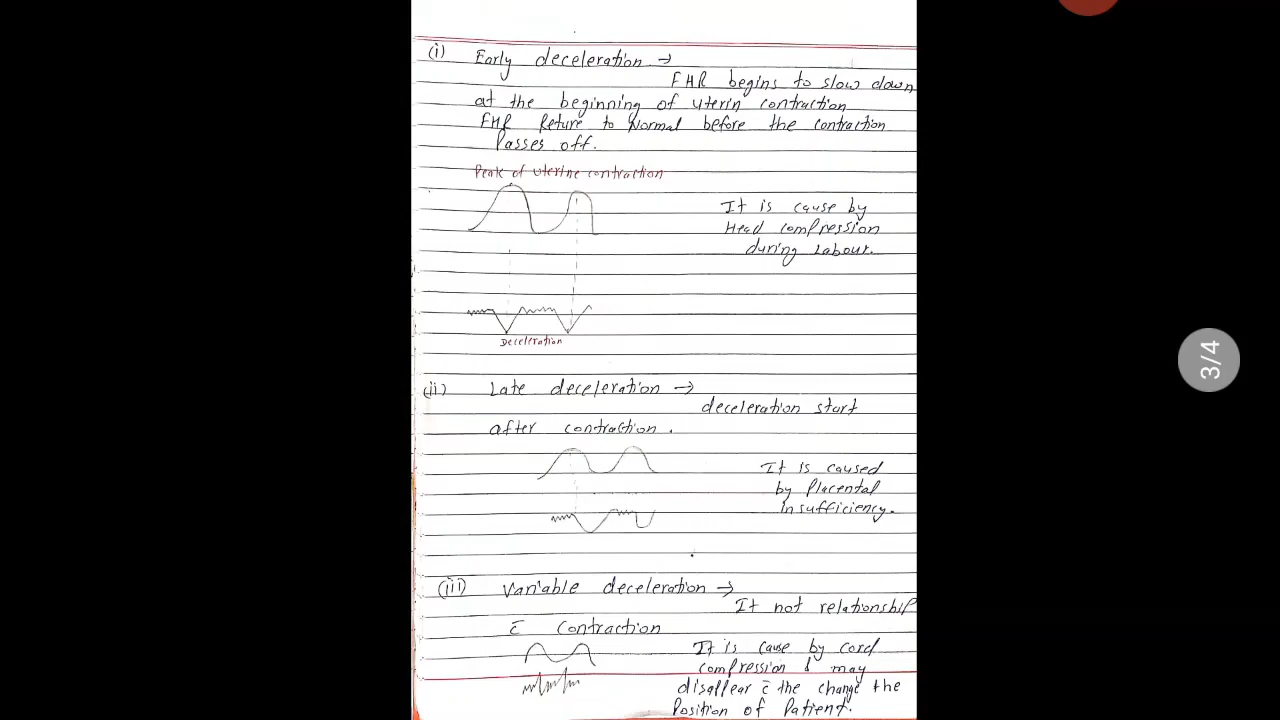 (i) Early deceleration →
FHR begins to slow down
at the beginning of uterin contraction
FHR Reture to Normal before the contraction
Passes off.
Peak of uterine contraction
It is cause by
Head compression
during Labour.
Deceleration
(ii) Late deceleration →
deceleration start
after contraction.
It is caused
by Placental
insufficiency.
(iii) Variable deceleration →
It not relationship
c̄ contraction
It is cause by cord
compression & may
disappear c̄ the change the
Position of Patient.
3/4